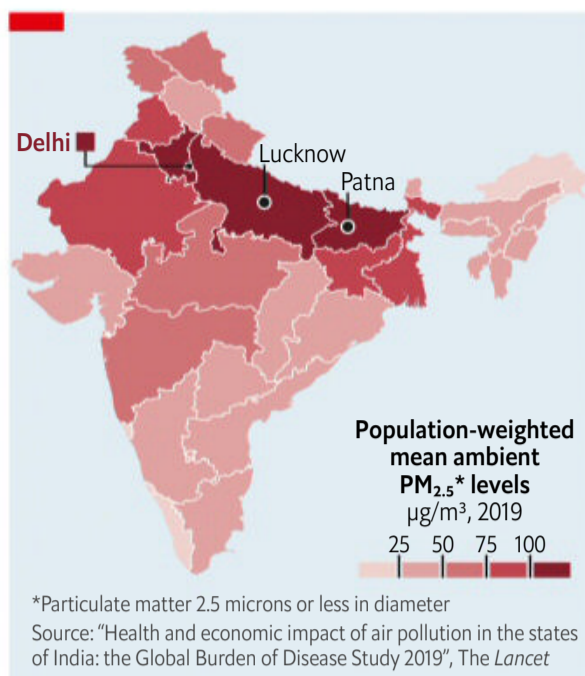 Delhi
Lucknow
Patna
Population-weighted
mean ambient
PM₂.₅* levels
µg/m³, 2019
25 50 75 100
*Particulate matter 2.5 microns or less in diameter
Source: “Health and economic impact of air pollution in the states
of India: the Global Burden of Disease Study 2019”, The Lancet